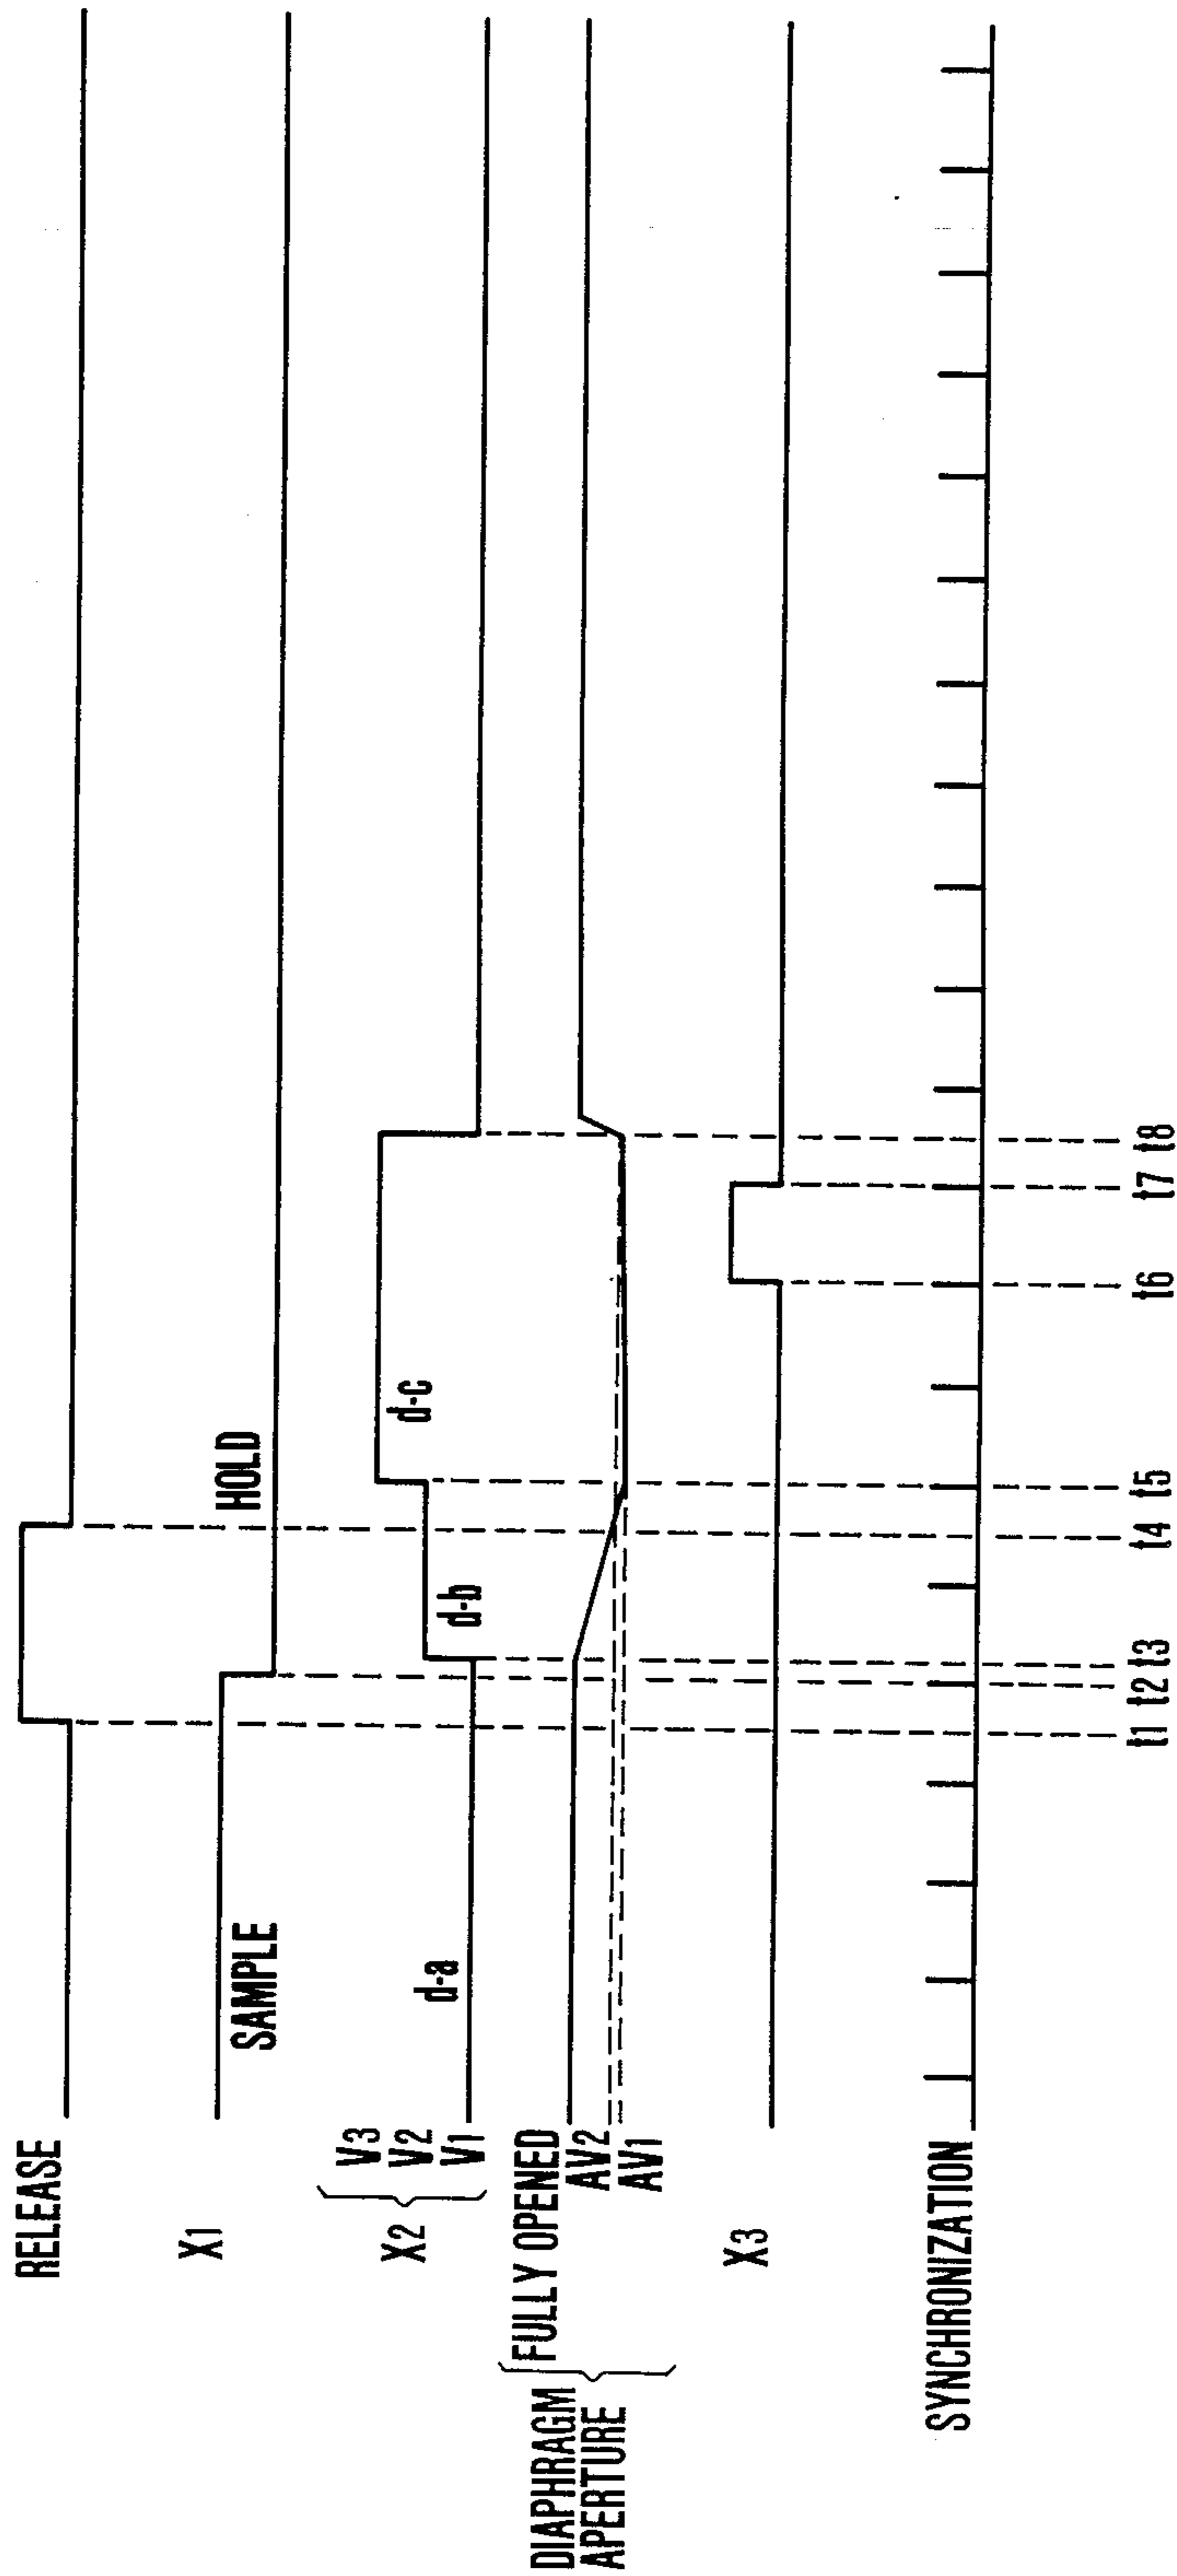 RELEASE
X1
SAMPLE
HOLD
X2
V3
V2
V1
d-a
d-b
d-c
DIAPHRAGM
APERTURE
FULLY OPENED
AV2
AV1
X3
SYNCHRONIZATION
t1 t2 t3 t4 t5 t6 t7 t8